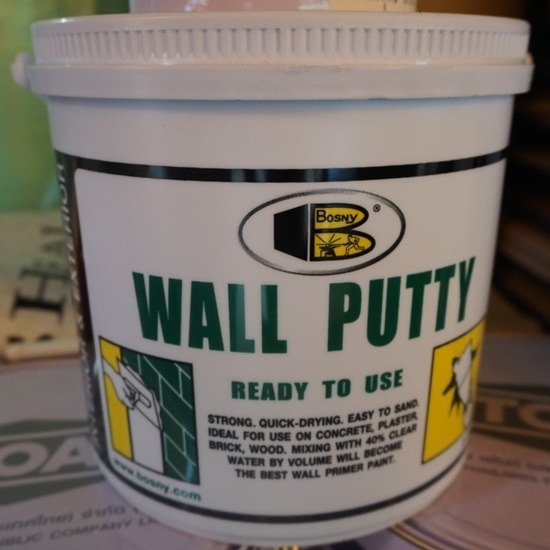 BOSNY
®
WALL PUTTY
READY TO USE
STRONG. QUICK-DRYING. EASY TO SAND.
IDEAL FOR USE ON CONCRETE, PLASTER,
BRICK, WOOD. MIXING WITH 40% CLEAR
WATER BY VOLUME WILL BECOME
THE BEST WALL PRIMER PAINT.
www.bosny.com
& EXTERIOR